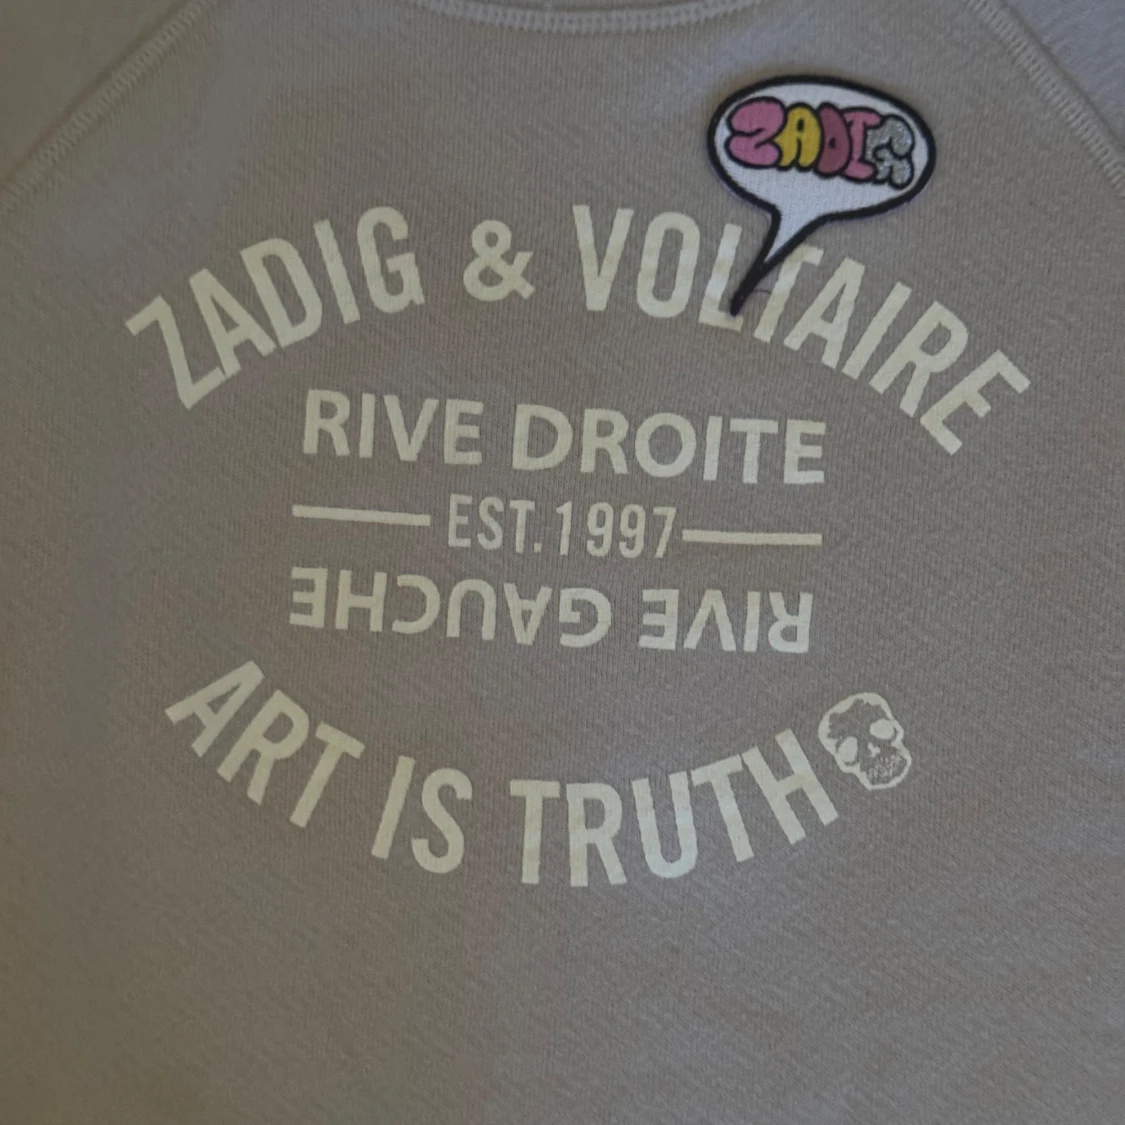 ZADIG
ZADIG & VOLTAIRE
RIVE DROITE
EST.1997
RIVE GAUCHE
ART IS TRUTH